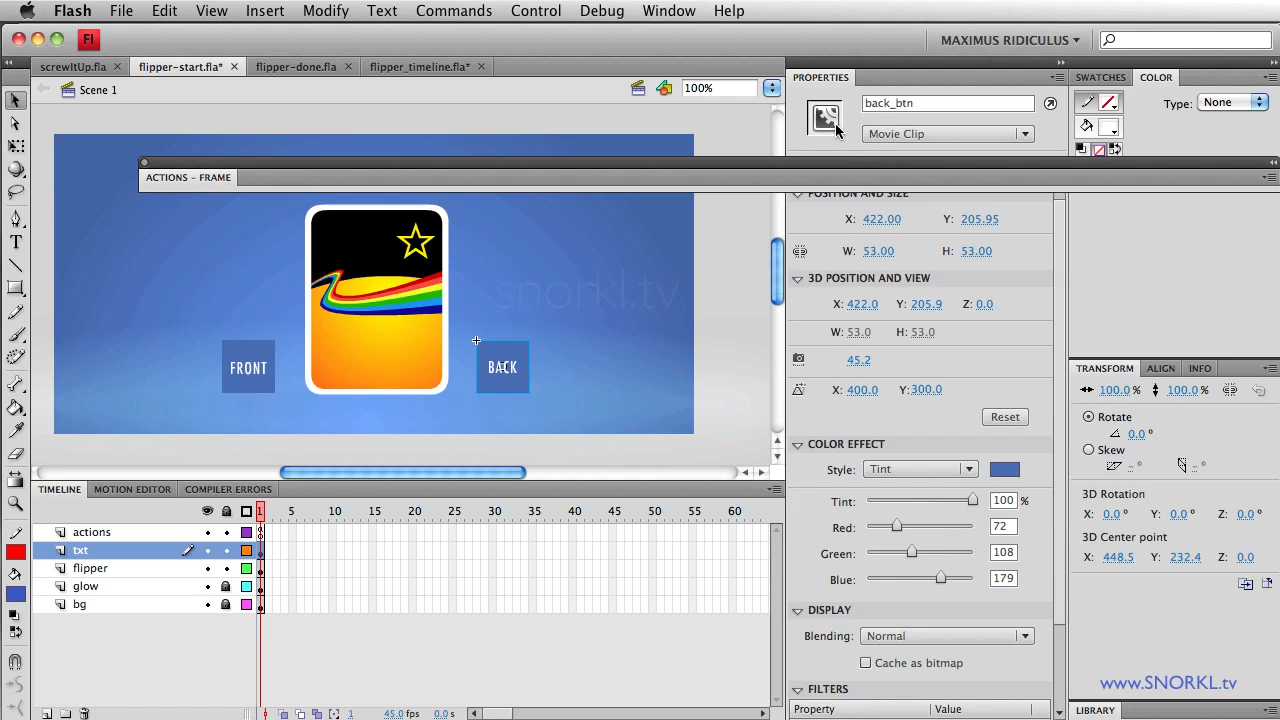 Flash File Edit View Insert Modify Text Commands Control Debug Window Help
Fl MAXIMUS RIDICULUS
screwItUp.fla flipper-start.fla* flipper-done.fla flipper_timeline.fla*
PROPERTIES
SWATCHES COLOR
Scene 1 100%
back_btn
Type: None
Movie Clip
ACTIONS - FRAME
POSITION AND SIZE
X: 422.00 Y: 205.95
W: 53.00 H: 53.00
3D POSITION AND VIEW
X: 422.0 Y: 205.9 Z: 0.0
W: 53.0 H: 53.0
45.2
X: 400.0 Y: 300.0
Reset
COLOR EFFECT
Style: Tint
Tint: 100 %
Red: 72
Green: 108
Blue: 179
DISPLAY
Blending: Normal
Cache as bitmap
FILTERS
Property Value
snorkl.tv
FRONT
BACK
TRANSFORM ALIGN INFO
100.0 % 100.0 %
Rotate
0.0 °
Skew
3D Rotation
X: 0.0 ° Y: 0.0 ° Z: 0.0 °
3D Center point
X: 448.5 Y: 232.4 Z: 0.0
www.SNORKL.tv
LIBRARY
TIMELINE MOTION EDITOR COMPILER ERRORS
1 5 10 15 20 25 30 35 40 45 50 55 60
actions
txt
flipper
glow
bg
1 45.0 fps 0.0 s